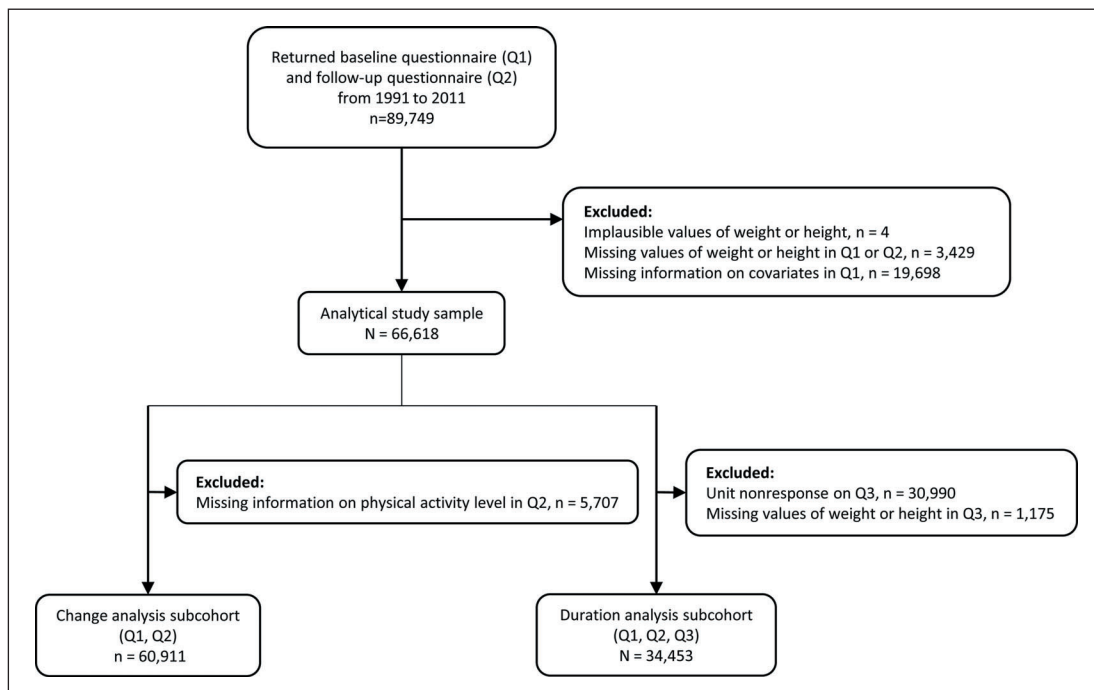 Returned baseline questionnaire (Q1)
and follow-up questionnaire (Q2)
from 1991 to 2011
n=89,749
Excluded:
Implausible values of weight or height, n = 4
Missing values of weight or height in Q1 or Q2, n = 3,429
Missing information on covariates in Q1, n = 19,698
Analytical study sample
N = 66,618
Excluded:
Missing information on physical activity level in Q2, n = 5,707
Excluded:
Unit nonresponse on Q3, n = 30,990
Missing values of weight or height in Q3, n = 1,175
Change analysis subcohort
(Q1, Q2)
n = 60,911
Duration analysis subcohort
(Q1, Q2, Q3)
N = 34,453